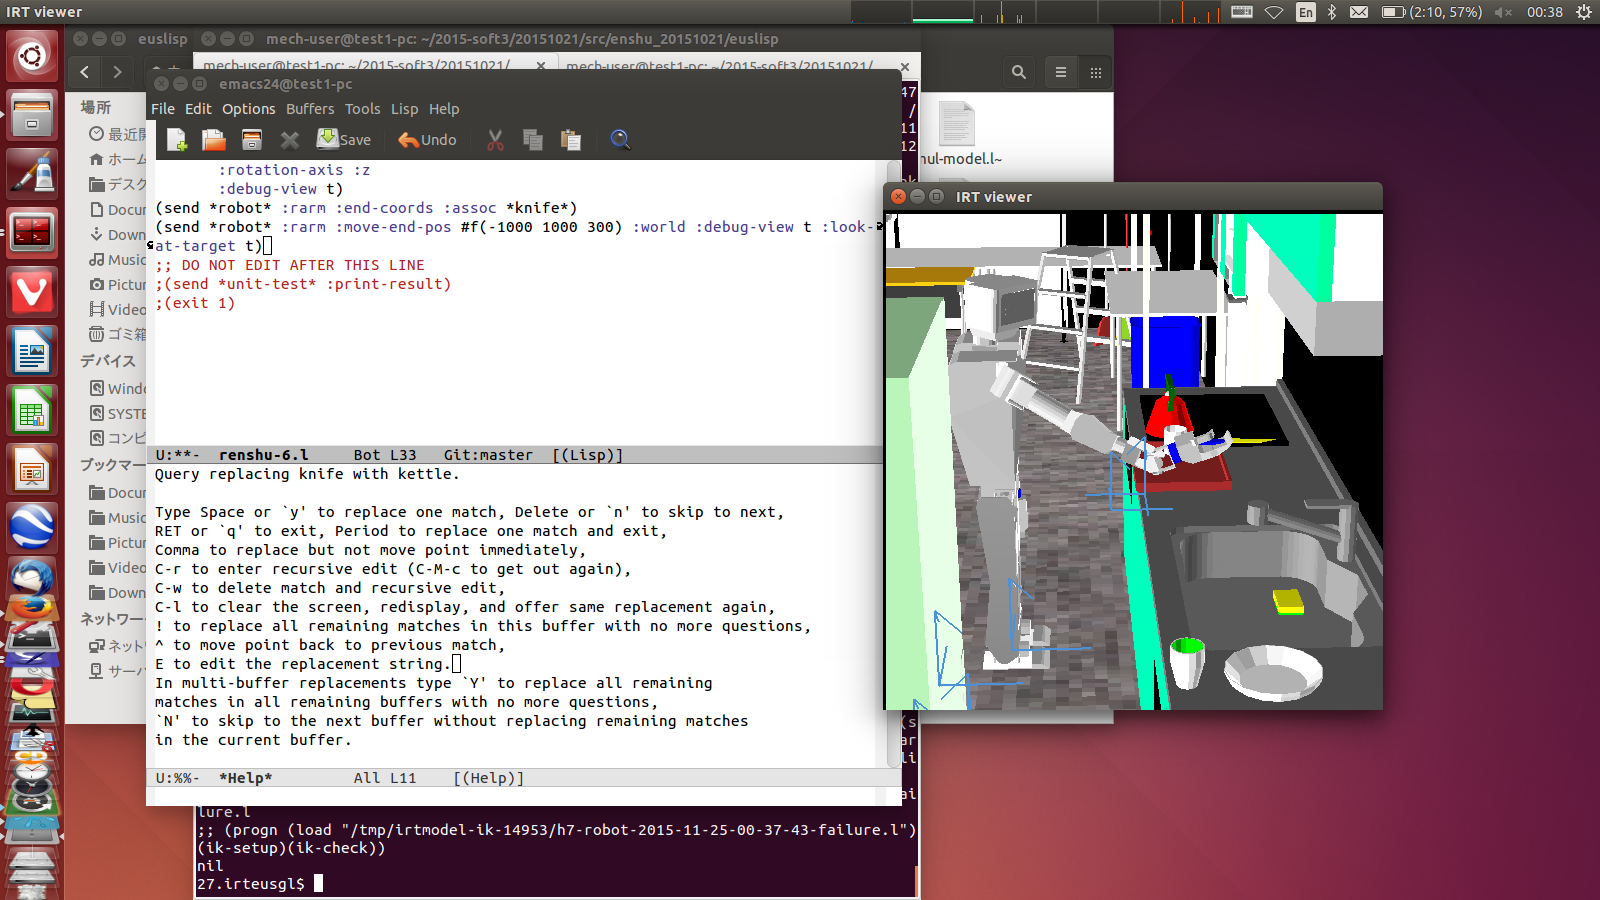 IRT viewer
En
(2:10, 57%)
00:38
euslisp
mech-user@test1-pc: ~/2015-soft3/20151021/src/enshu_20151021/euslisp
mech-user@test1-pc: ~/2015-soft3/20151021/
mech-user@test1-pc: ~/2015-soft3/20151021/
emacs24@test1-pc
File Edit Options Buffers Tools Lisp Help
Save
Undo
:rotation-axis :z
:debug-view t)
(send *robot* :rarm :end-coords :assoc *knife*)
(send *robot* :rarm :move-end-pos #f(-1000 1000 300) :world :debug-view t :look-
at-target t)
;; DO NOT EDIT AFTER THIS LINE
;(send *unit-test* :print-result)
;(exit 1)
U:**- renshu-6.l Bot L33 Git:master [(Lisp)]
Query replacing knife with kettle.
Type Space or `y' to replace one match, Delete or `n' to skip to next,
RET or `q' to exit, Period to replace one match and exit,
Comma to replace but not move point immediately,
C-r to enter recursive edit (C-M-c to get out again),
C-w to delete match and recursive edit,
C-l to clear the screen, redisplay, and offer same replacement again,
! to replace all remaining matches in this buffer with no more questions,
^ to move point back to previous match,
E to edit the replacement string.
In multi-buffer replacements type `Y' to replace all remaining
matches in all remaining buffers with no more questions,
`N' to skip to the next buffer without replacing remaining matches
in the current buffer.
U:%%- *Help* All L11 [(Help)]
場所
最近開
ホーム
デスク
Docu
Down
Music
Pictur
Video
ゴミ箱
デバイス
Windo
SYSTE
コンピ
ブックマー
Docu
Music
Pictur
Video
Down
ネットワー
ネット
サーバ
47
/
11
12
nul-model.l~
IRT viewer
(s
ar
li
ai
lure.l
;; (progn (load "/tmp/irtmodel-ik-14953/h7-robot-2015-11-25-00-37-43-failure.l")
(ik-setup)(ik-check))
nil
27.irteusgl$